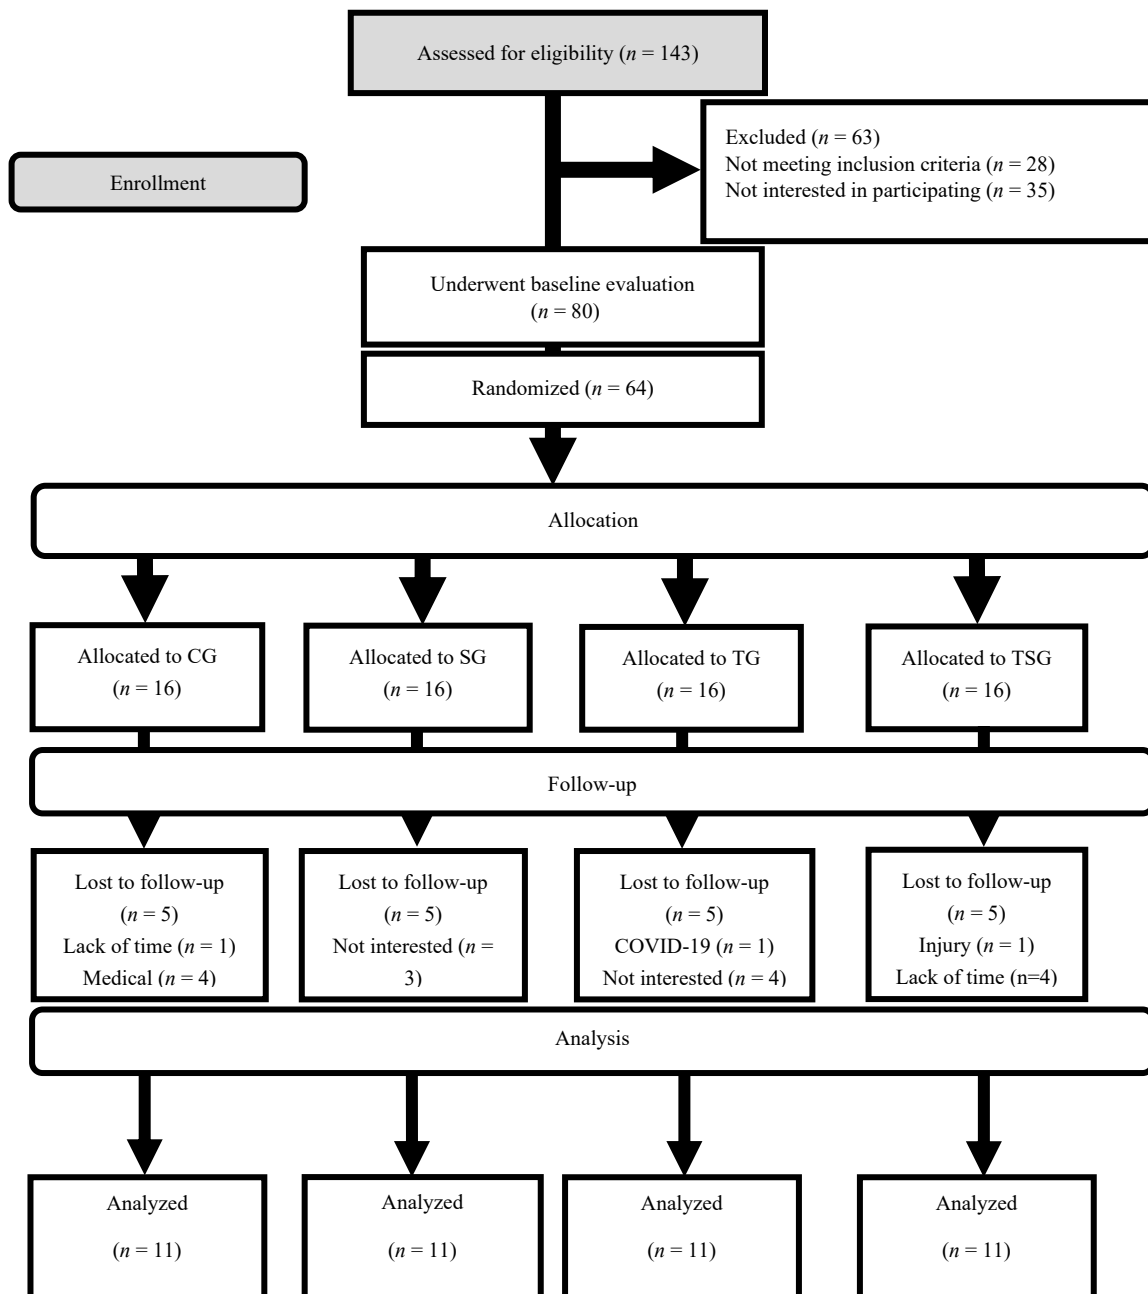 Assessed for eligibility (n = 143)
Excluded (n = 63)
Not meeting inclusion criteria (n = 28)
Not interested in participating (n = 35)
Enrollment
Underwent baseline evaluation
(n = 80)
Randomized (n = 64)
Allocation
Allocated to CG
(n = 16)
Allocated to SG
(n = 16)
Allocated to TG
(n = 16)
Allocated to TSG
(n = 16)
Follow-up
Lost to follow-up
(n = 5)
Lack of time (n = 1)
Medical (n = 4)
Lost to follow-up
(n = 5)
Not interested (n =
3)
Lost to follow-up
(n = 5)
COVID-19 (n = 1)
Not interested (n = 4)
Lost to follow-up
(n = 5)
Injury (n = 1)
Lack of time (n=4)
Analysis
Analyzed
(n = 11)
Analyzed
(n = 11)
Analyzed
(n = 11)
Analyzed
(n = 11)